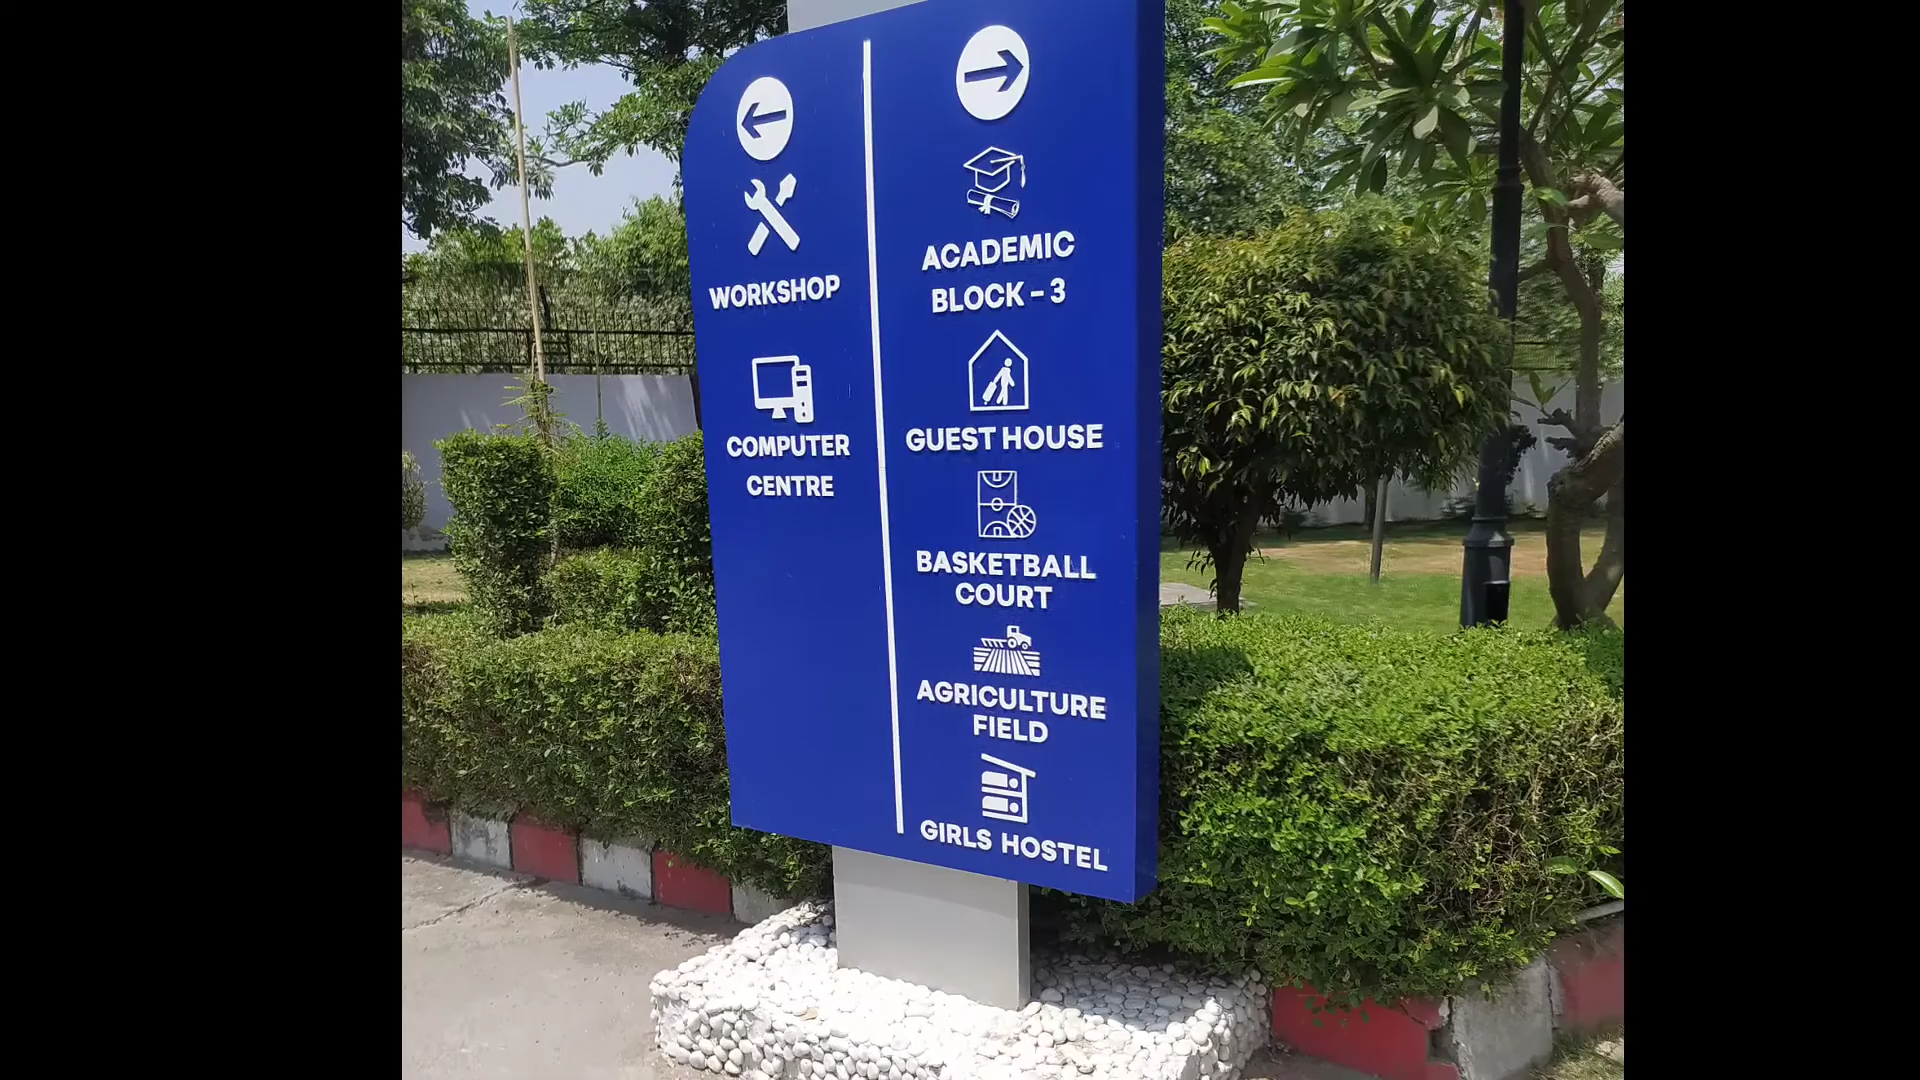 WORKSHOP
COMPUTER
CENTRE
ACADEMIC
BLOCK - 3
GUEST HOUSE
BASKETBALL
COURT
AGRICULTURE
FIELD
GIRLS HOSTEL